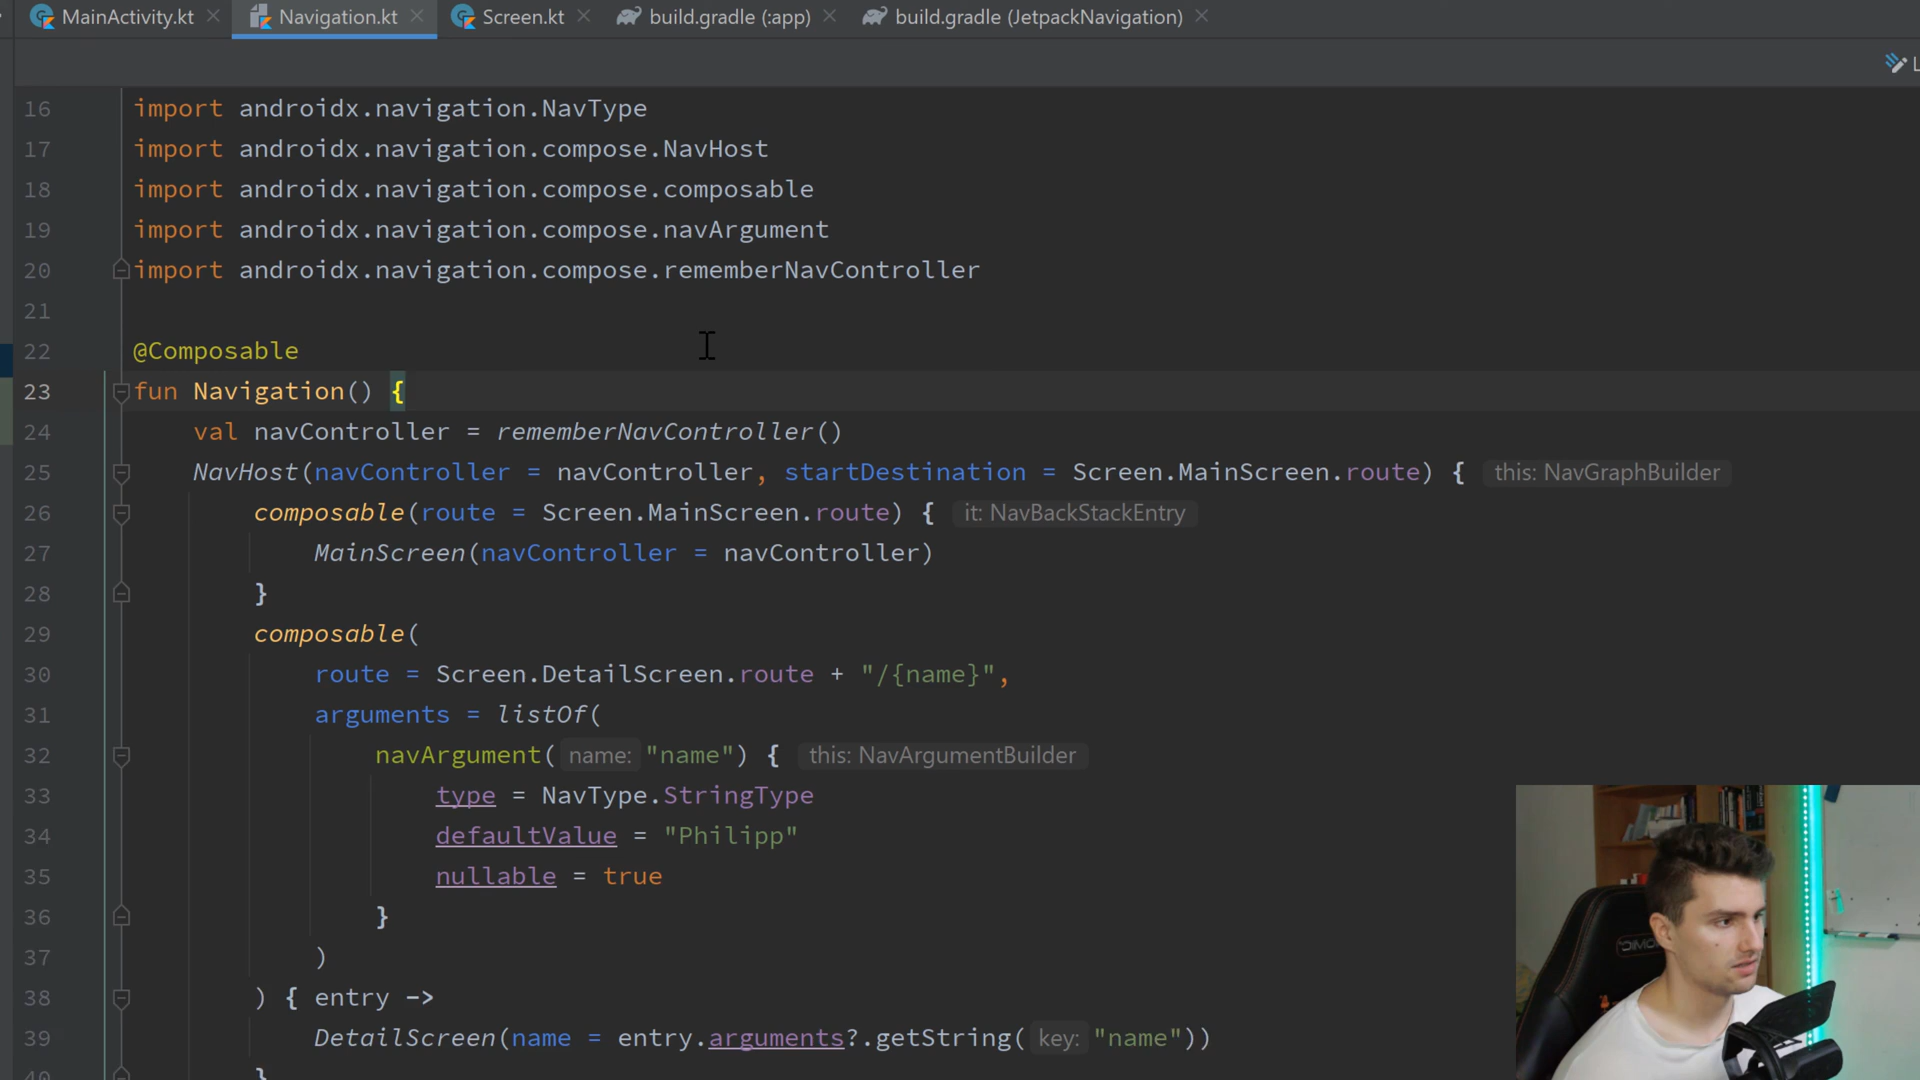 MainActivity.kt Navigation.kt Screen.kt build.gradle (:app) build.gradle (JetpackNavigation)
16 import androidx.navigation.NavType
17 import androidx.navigation.compose.NavHost
18 import androidx.navigation.compose.composable
19 import androidx.navigation.compose.navArgument
20 import androidx.navigation.compose.rememberNavController
21
22 @Composable
23 fun Navigation() {
24 val navController = rememberNavController()
25 NavHost(navController = navController, startDestination = Screen.MainScreen.route) { this: NavGraphBuilder
26 composable(route = Screen.MainScreen.route) { it: NavBackStackEntry
27 MainScreen(navController = navController)
28 }
29 composable(
30 route = Screen.DetailScreen.route + "/{name}",
31 arguments = listOf(
32 navArgument( name: "name") { this: NavArgumentBuilder
33 type = NavType.StringType
34 defaultValue = "Philipp"
35 nullable = true
36 }
37 )
38 ) { entry ->
39 DetailScreen(name = entry.arguments?.getString( key: "name"))
40 }